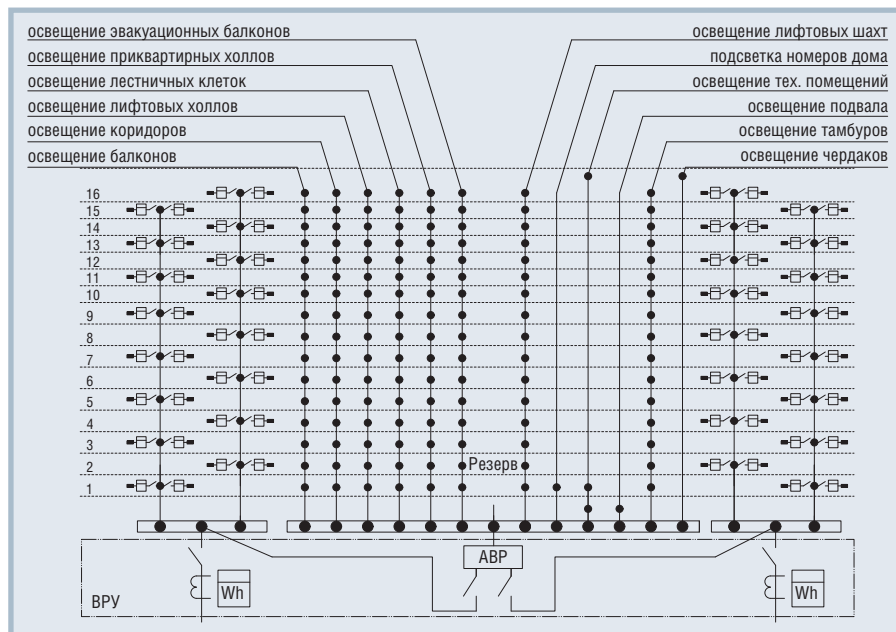 освещение эвакуационных балконов
освещение приквартирных холлов
освещение лестничных клеток
освещение лифтовых холлов
освещение коридоров
освещение балконов
освещение лифтовых шахт
подсветка номеров дома
освещение тех. помещений
освещение подвала
освещение тамбуров
освещение чердаков
16
15
14
13
12
11
10
9
8
7
6
5
4
3
2
1
Резерв
АВР
Wh
Wh
ВРУ